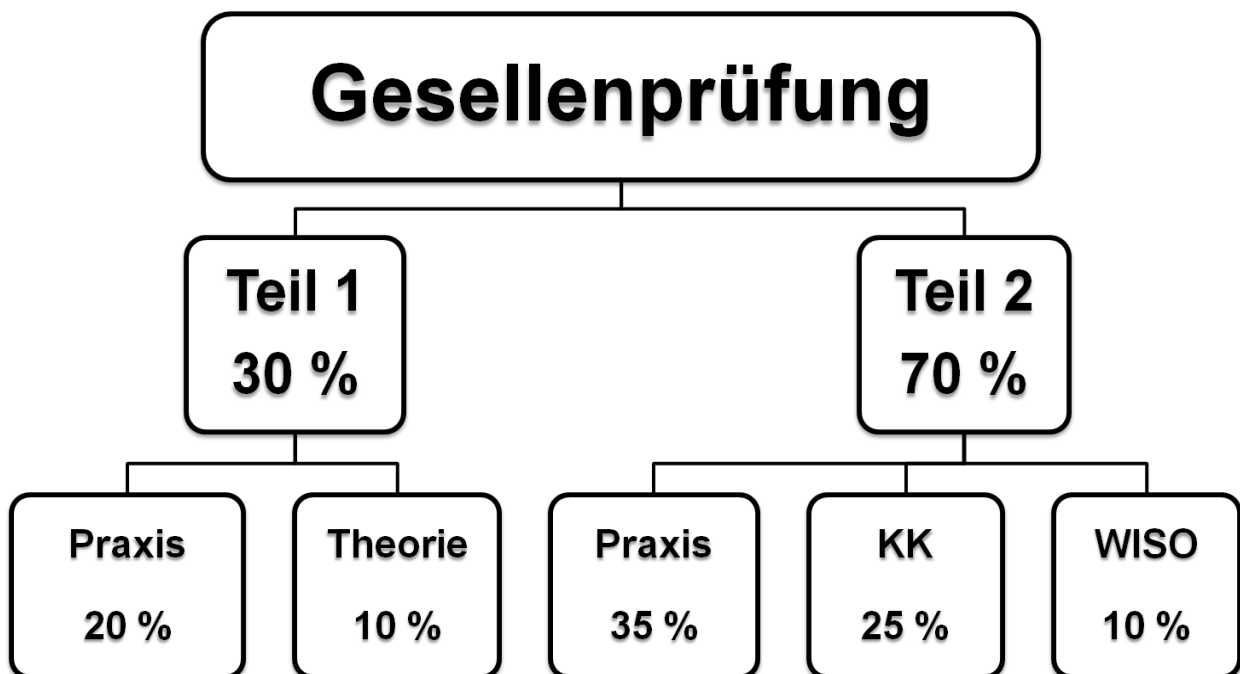 Gesellenprüfung
Teil 1
30 %
Teil 2
70 %
Praxis
20 %
Theorie
10 %
Praxis
35 %
KK
25 %
WISO
10 %